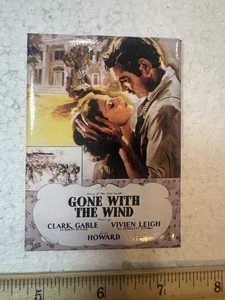 GONE WITH
THE WIND
CLARK GABLE VIVIEN LEIGH
HOWARD
5 6 7 8